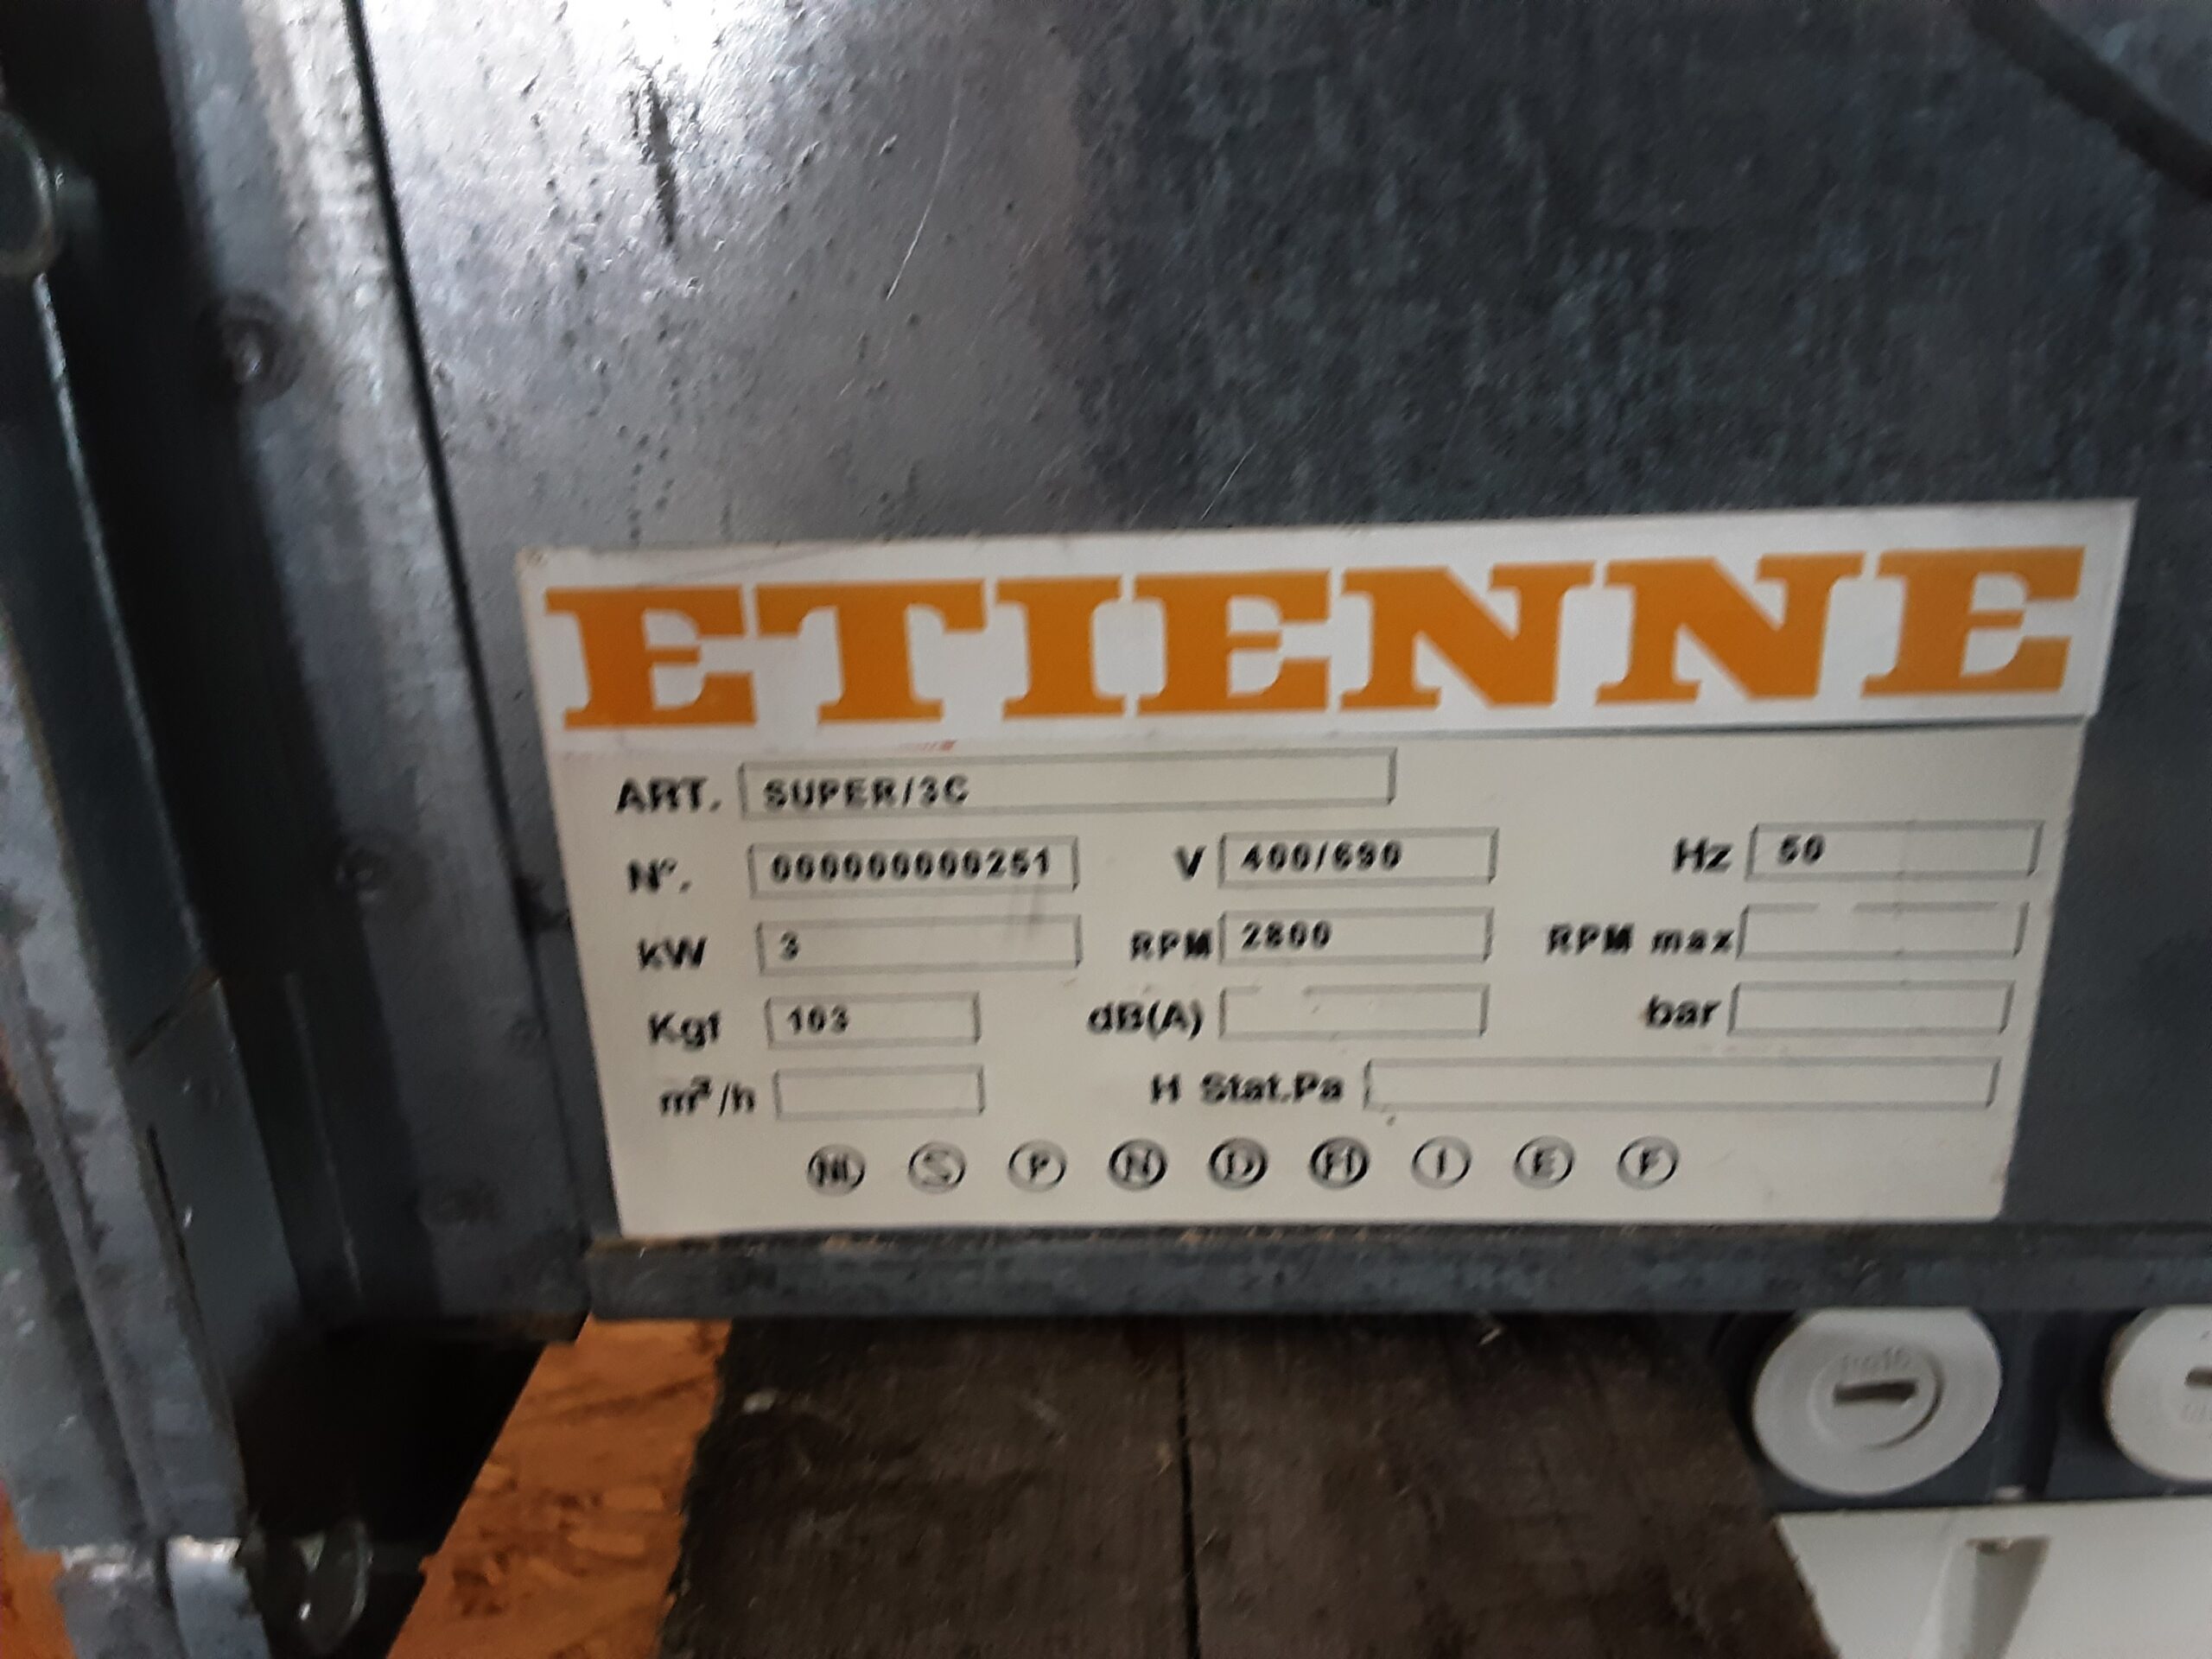 ETIENNE
ART. SUPER/3C
N°. 000000000251 V 400/690 Hz 50
kW 3 RPM 2800 RPM max
Kgf 103 dB(A) bar
m³/h H Stat.Pa
NL S P N D H I E F